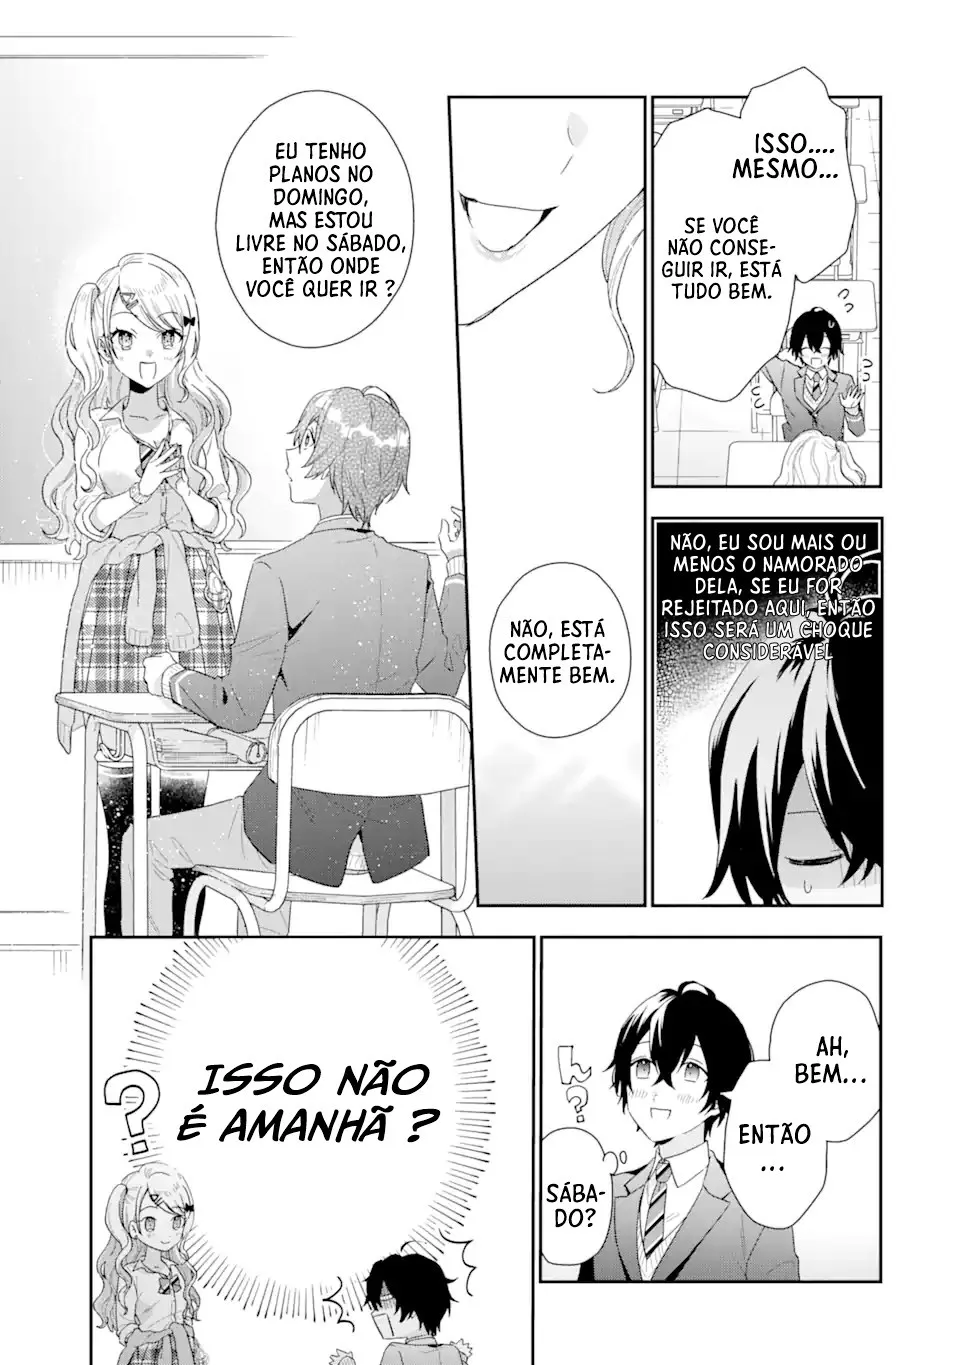 ISSO....
MESMO...
SE VOCÊ
NÃO CONSE-
GUIR IR, ESTÁ
TUDO BEM.
NÃO, EU SOU MAIS OU
MENOS O NAMORADO
DELA, SE EU FOR
REJEITADO AQUI, ENTÃO
ISSO SERÁ UM CHOQUE
CONSIDERÁVEL
NÃO, ESTÁ
COMPLETA-
MENTE BEM.
EU TENHO
PLANOS NO
DOMINGO,
MAS ESTOU
LIVRE NO SÁBADO,
ENTÃO ONDE
VOCÊ QUER IR ?
AH,
BEM...
ENTÃO
...
SÁBA-
DO?
ん?
ISSO NÃO
É AMANHÃ ?
?